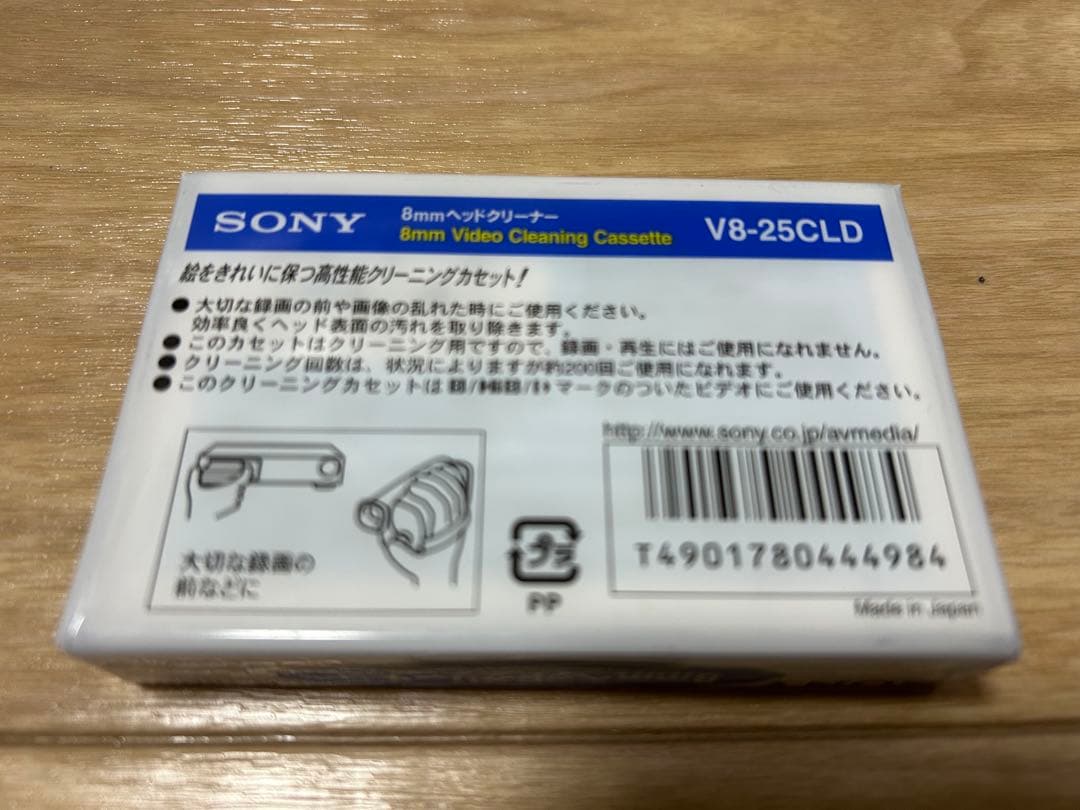 SONY 8mmヘッドクリーナー
8mm Video Cleaning Cassette V8-25CLD
絵をきれいに保つ高性能クリーニングカセット!
● 大切な録画の前や画像の乱れた時にご使用ください。
効率良くヘッド表面の汚れを取り除きます。
● このカセットはクリーニング用ですので、録画・再生にはご使用になれません。
● クリーニング回数は、状況によりますが約200回ご使用になれます。
● このクリーニングカセットは 8/Hi8/ マークのついたビデオにご使用ください。
http://www.sony.co.jp/avmedia/
大切な録画の
前などに
プラ
PP
T4901780444984
Made in Japan